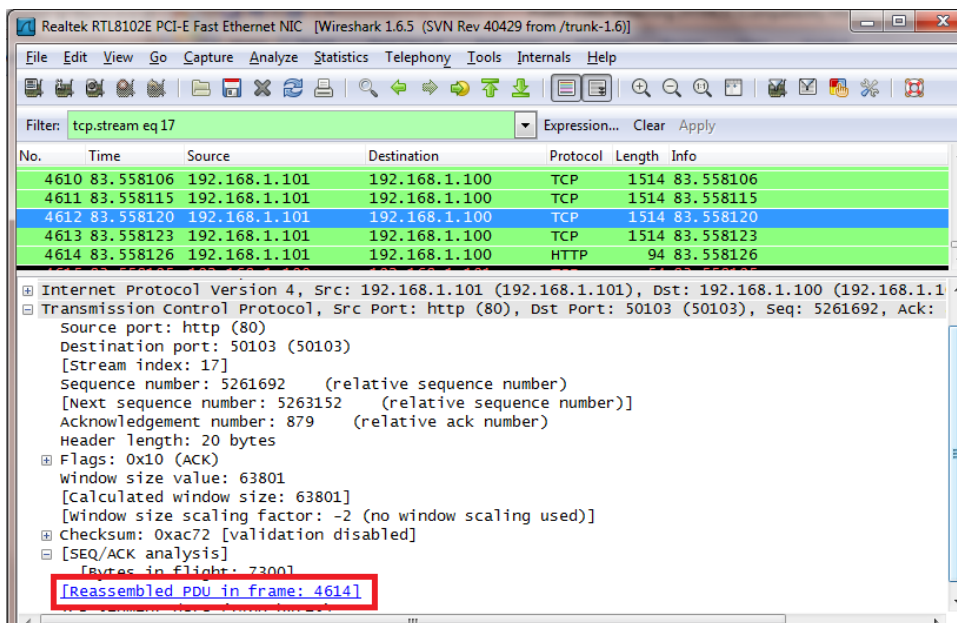 Realtek RTL8102E PCI-E Fast Ethernet NIC [Wireshark 1.6.5 (SVN Rev 40429 from /trunk-1.6)]
File Edit View Go Capture Analyze Statistics Telephony Tools Internals Help
Filter: tcp.stream eq 17 Expression... Clear Apply
No. Time Source Destination Protocol Length Info
4610 83.558106 192.168.1.101 192.168.1.100 TCP 1514 83.558106
4611 83.558115 192.168.1.101 192.168.1.100 TCP 1514 83.558115
4612 83.558120 192.168.1.101 192.168.1.100 TCP 1514 83.558120
4613 83.558123 192.168.1.101 192.168.1.100 TCP 1514 83.558123
4614 83.558126 192.168.1.101 192.168.1.100 HTTP 94 83.558126
Internet Protocol Version 4, Src: 192.168.1.101 (192.168.1.101), Dst: 192.168.1.100 (192.168.1.1
Transmission Control Protocol, Src Port: http (80), Dst Port: 50103 (50103), Seq: 5261692, Ack:
Source port: http (80)
Destination port: 50103 (50103)
[Stream index: 17]
Sequence number: 5261692 (relative sequence number)
[Next sequence number: 5263152 (relative sequence number)]
Acknowledgement number: 879 (relative ack number)
Header length: 20 bytes
Flags: 0x10 (ACK)
Window size value: 63801
[Calculated window size: 63801]
[Window size scaling factor: -2 (no window scaling used)]
Checksum: 0xac72 [validation disabled]
[SEQ/ACK analysis]
[Bytes in flight: 7300]
[Reassembled PDU in frame: 4614]